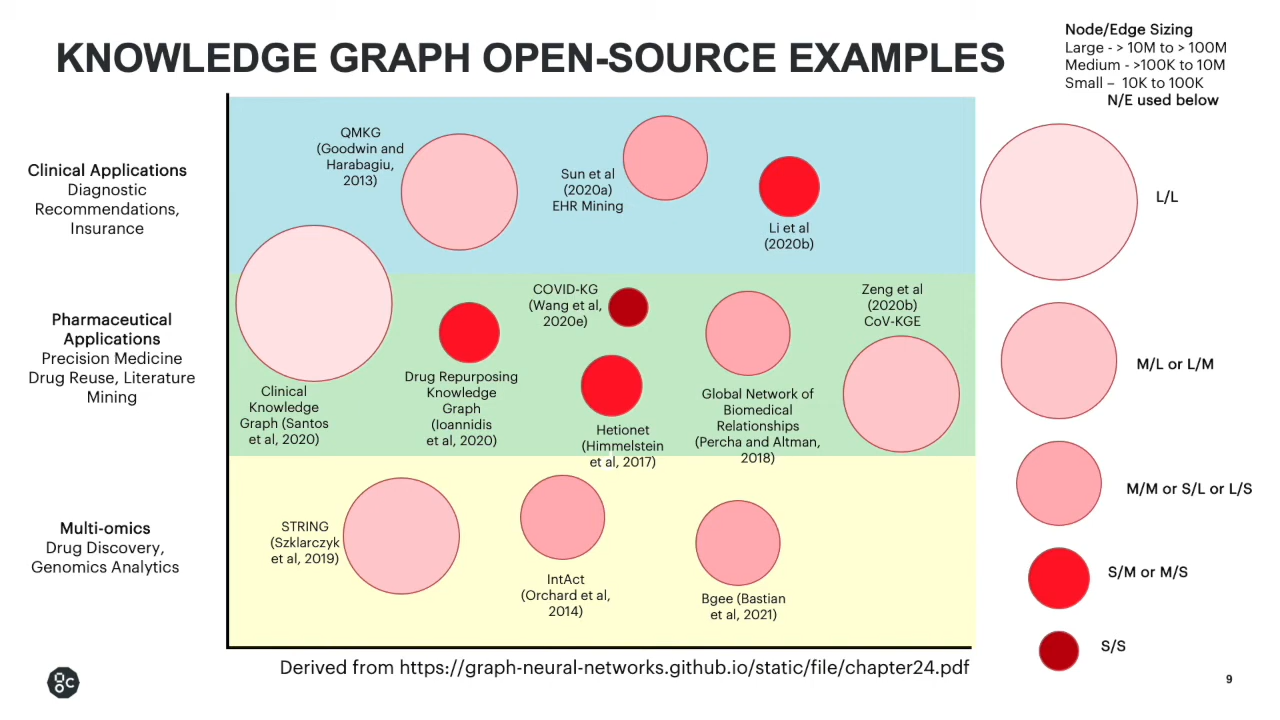 KNOWLEDGE GRAPH OPEN-SOURCE EXAMPLES
Node/Edge Sizing
Large - > 10M to > 100M
Medium - >100K to 10M
Small – 10K to 100K
N/E used below
Clinical Applications
Diagnostic
Recommendations,
Insurance
QMKG
(Goodwin and
Harabagiu,
2013)
Sun et al
(2020a)
EHR Mining
Li et al
(2020b)
L/L
Pharmaceutical
Applications
Precision Medicine
Drug Reuse, Literature
Mining
Clinical
Knowledge
Graph (Santos
et al, 2020)
Drug Repurposing
Knowledge
Graph
(Ioannidis
et al, 2020)
COVID-KG
(Wang et al,
2020e)
Hetionet
(Himmelstein
et al, 2017)
Global Network of
Biomedical
Relationships
(Percha and Altman,
2018)
Zeng et al
(2020b)
CoV-KGE
M/L or L/M
M/M or S/L or L/S
Multi-omics
Drug Discovery,
Genomics Analytics
STRING
(Szklarczyk
et al, 2019)
IntAct
(Orchard et al,
2014)
Bgee (Bastian
et al, 2021)
S/M or M/S
S/S
Derived from https://graph-neural-networks.github.io/static/file/chapter24.pdf
9